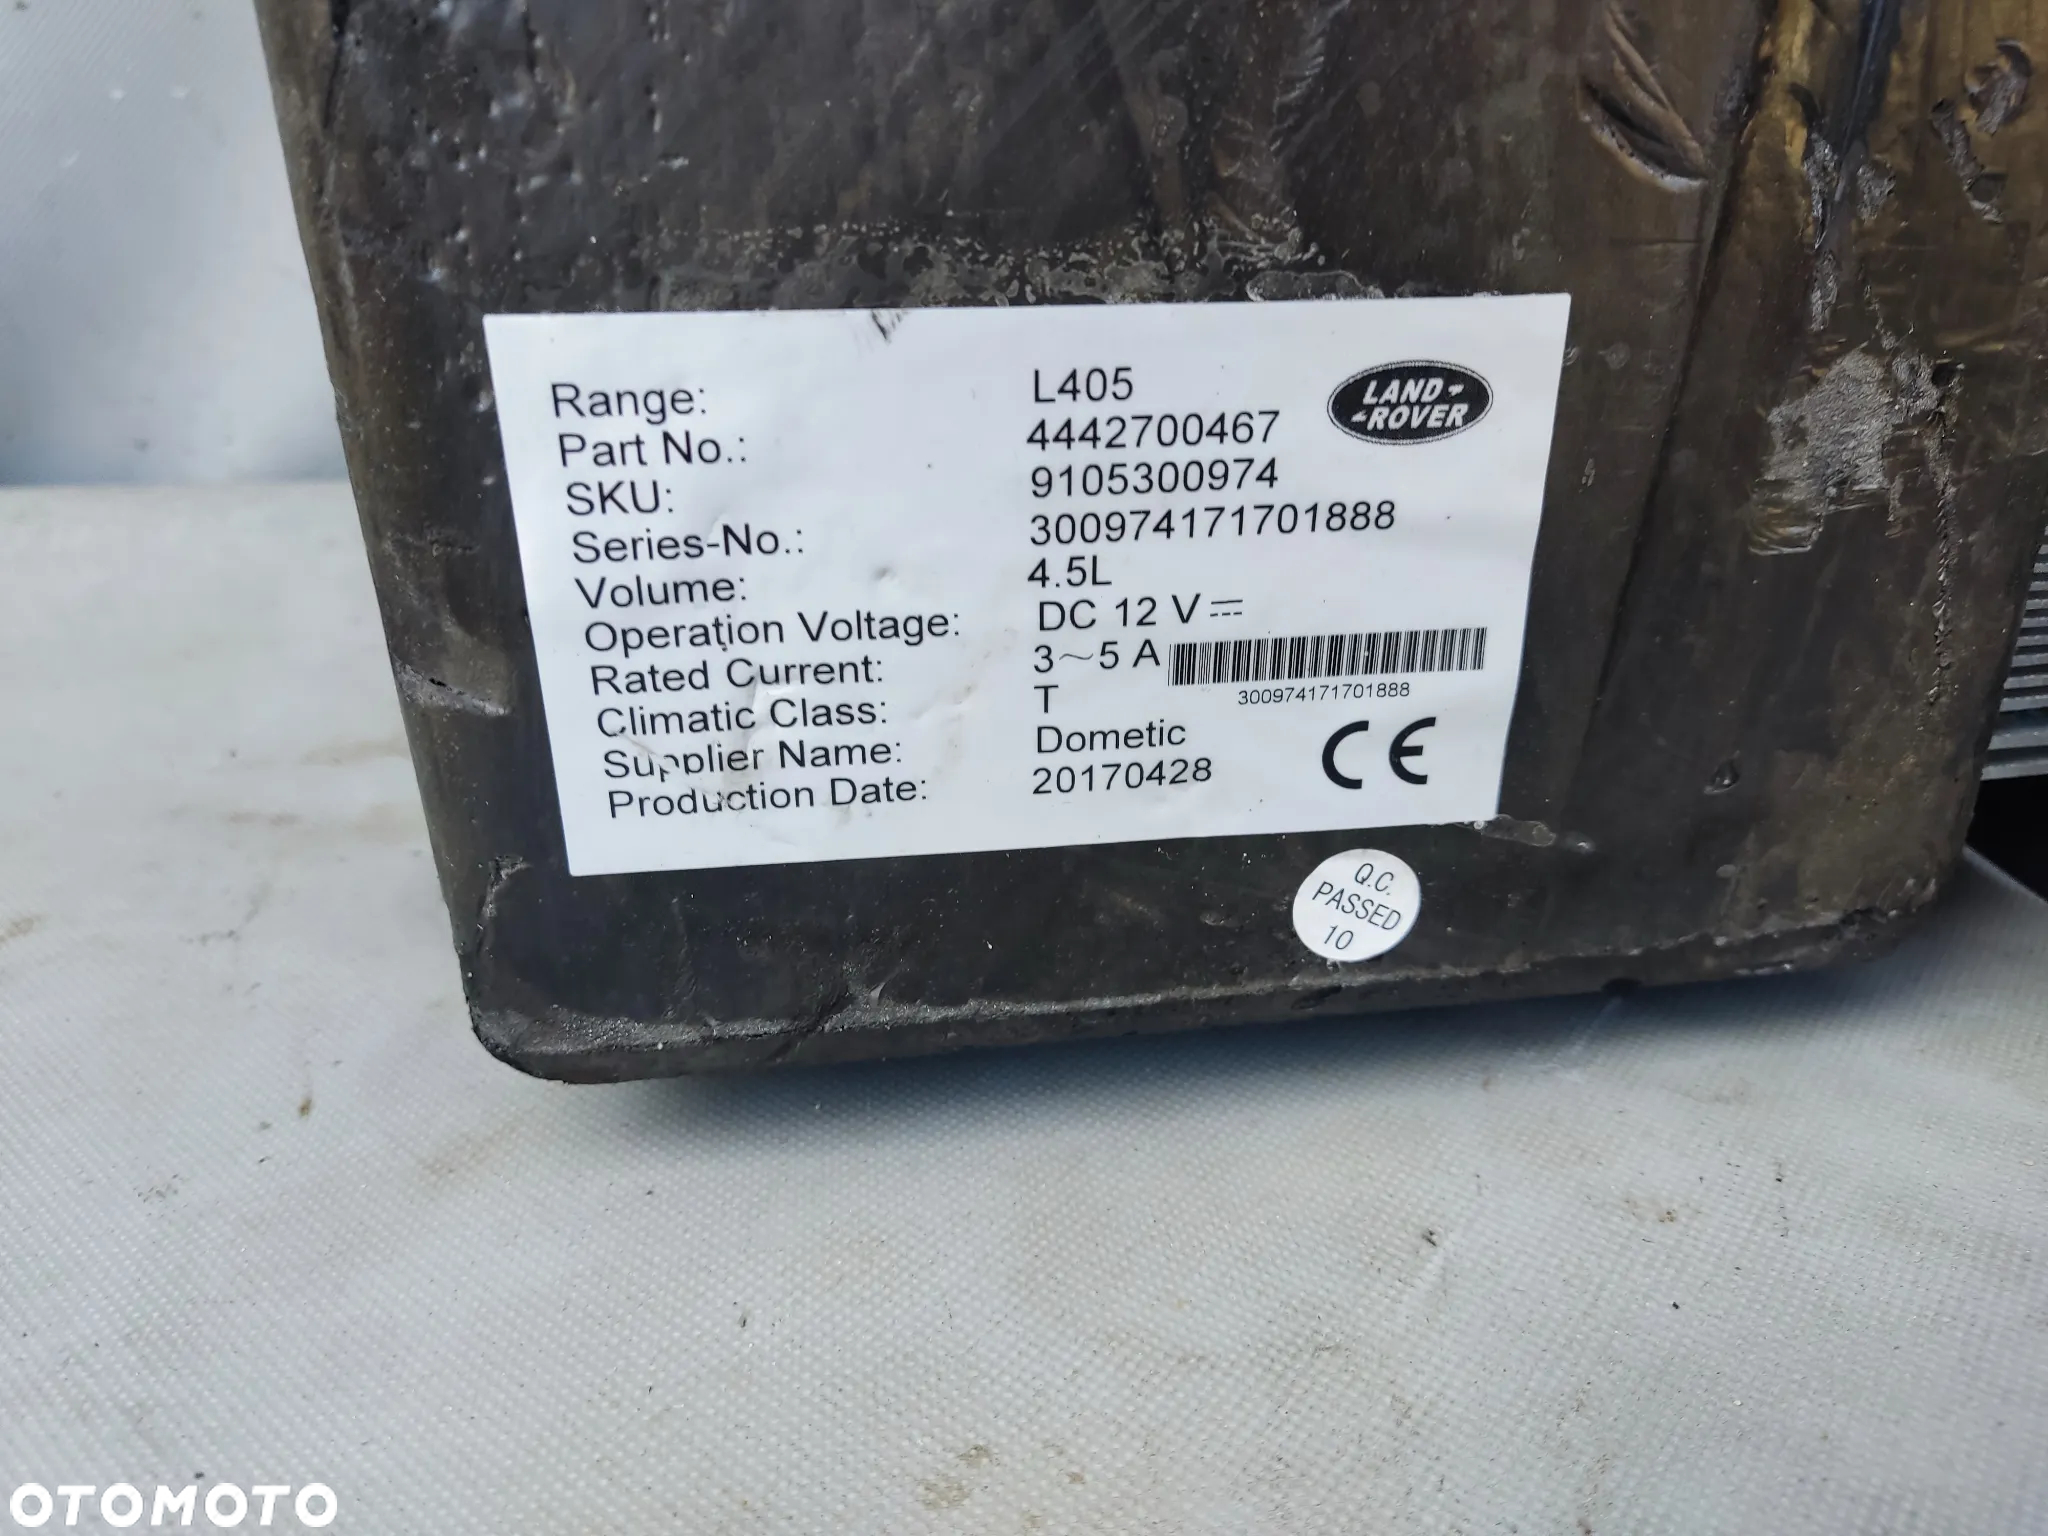 Range: L405
Part No.: 4442700467
SKU: 9105300974
Series-No.: 300974171701888
Volume: 4.5L
Operation Voltage: DC 12 V
Rated Current: 3~5 A
Climatic Class: T
Supplier Name: Dometic
Production Date: 20170428
LAND
ROVER
300974171701888
CE
Q.C.
PASSED
10
OTOMOTO